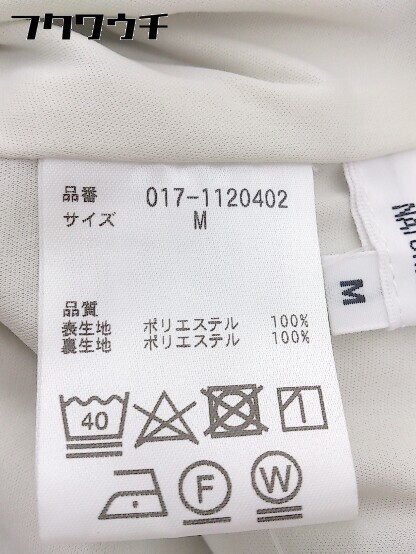 フクワウチ
品番 017-1120402
サイズ M
品質
表生地 ポリエステル 100%
裏生地 ポリエステル 100%
40
F W
M